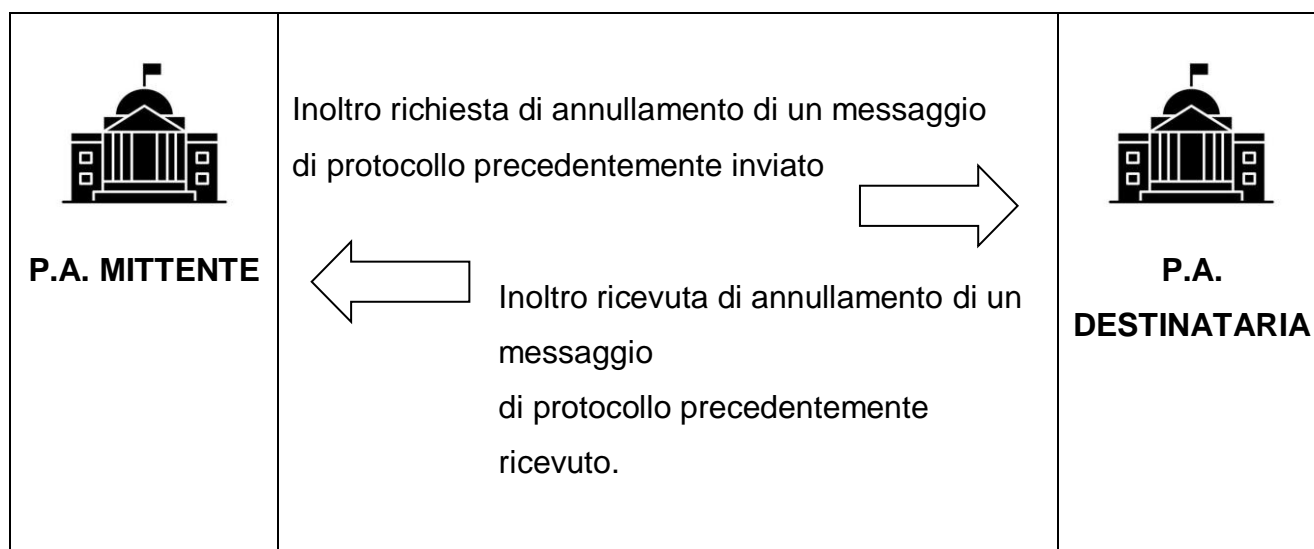 P.A. MITTENTE
Inoltro richiesta di annullamento di un messaggio
di protocollo precedentemente inviato
Inoltro ricevuta di annullamento di un
messaggio
di protocollo precedentemente
ricevuto.
P.A.
DESTINATARIA